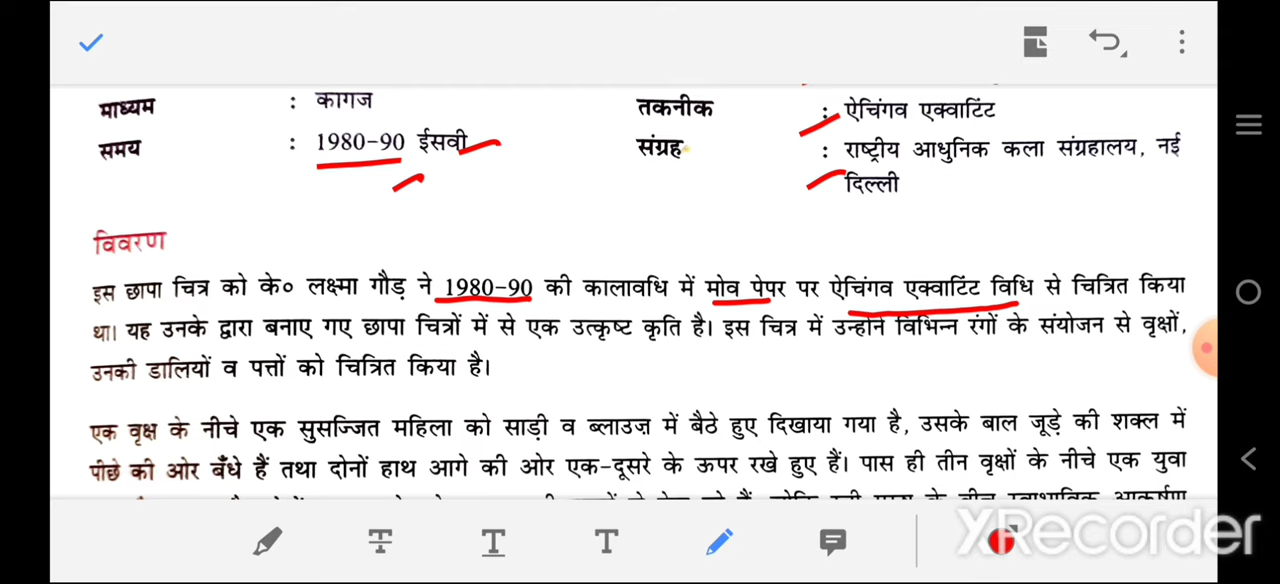 माध्यम : कागज तकनीक : ऐचिंगव एक्वाटिंट
समय : 1980-90 ईसवी संग्रह : राष्ट्रीय आधुनिक कला संग्रहालय, नई
दिल्ली
विवरण
इस छापा चित्र को के० लक्ष्मा गौड़ ने 1980-90 की कालावधि में मोव पेपर पर ऐचिंगव एक्वाटिंट विधि से चित्रित किया
था। यह उनके द्वारा बनाए गए छापा चित्रों में से एक उत्कृष्ट कृति है। इस चित्र में उन्होंने विभिन्न रंगों के संयोजन से वृक्षों,
उनकी डालियों व पत्तों को चित्रित किया है।
एक वृक्ष के नीचे एक सुसज्जित महिला को साड़ी व ब्लाउज़ में बैठे हुए दिखाया गया है, उसके बाल जूड़े की शक्ल में
पीछे की ओर बँधे हैं तथा दोनों हाथ आगे की ओर एक-दूसरे के ऊपर रखे हुए हैं। पास ही तीन वृक्षों के नीचे एक युवा
T T T
XRecorder